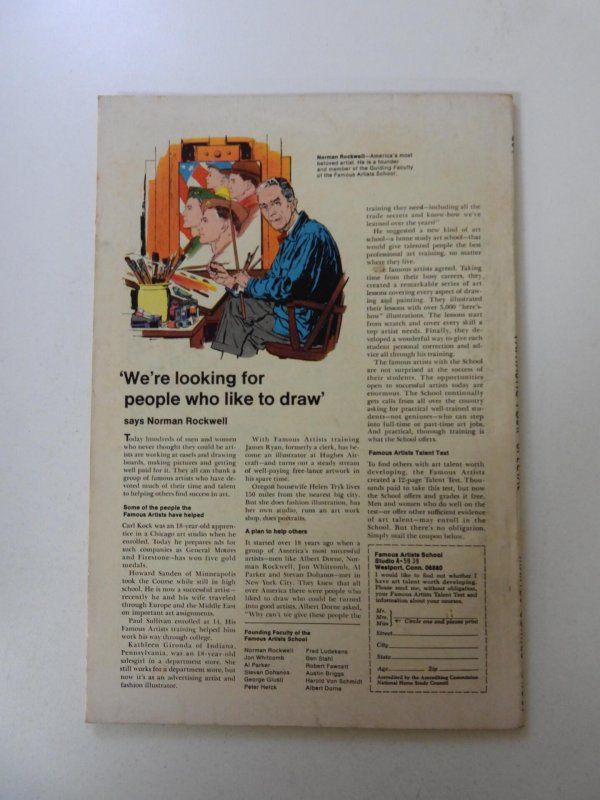 Norman Rockwell—America's most
beloved artist. He is a founder
and member of the Guiding Faculty
of the Famous Artists School.
'We're looking for
people who like to draw'
says Norman Rockwell
Today hundreds of men and women
who never thought they could be art-
ists are working at easels and drawing
boards, making pictures and getting
well paid for it. They all can thank a
group of famous artists who have de-
voted much of their time and talent
to helping others find success in art.
Some of the people the
Famous Artists have helped
Carl Kock was an 18-year-old appren-
tice in a Chicago art studio when he
enrolled. Today he prepares ads for
such companies as General Motors
and Firestone—has won five gold
medals.
Howard Sanden of Minneapolis
took the Course while still in high
school. He is now a successful artist—
recently he and his wife traveled
through Europe and the Middle East
on important art assignments.
Paul Sullivan enrolled at 14. His
Famous Artists training helped him
work his way through college.
Kathleen Gironda of Indiana,
Pennsylvania, was an 18-year-old
salesgirl in a department store. She
still works for a department store, but
now it's as an advertising artist and
fashion illustrator.
With Famous Artists training
James Ryan, formerly a clerk, has be-
come an illustrator at Hughes Air-
craft—and turns out a steady stream
of well-paying free-lance artwork in
his spare time.
Oregon housewife Helen Tryk lives
150 miles from the nearest big city.
But she does fashion illustration, has
her own studio, runs an art work
shop, does portraits.
A plan to help others
It started over 18 years ago when a
group of America's most successful
artists—men like Albert Dorne, Nor-
man Rockwell, Jon Whitcomb, Al
Parker and Stevan Dohanos—met in
New York City. They knew that all
over America there were people who
liked to draw who could be turned
into good artists. Albert Dorne asked,
"Why can't we give these people the
Founding Faculty of the
Famous Artists School
Norman Rockwell
Jon Whitcomb
Al Parker
Stevan Dohanos
George Giusti
Peter Helck
Fred Ludekens
Ben Stahl
Robert Fawcett
Austin Briggs
Harold Von Schmidt
Albert Dorne
training they need—including all the
trade secrets and know-how we've
learned over the years?"
He suggested a new kind of art
school—a home study art school—that
would give talented people the best
professional art training, no matter
where they live.
famous artists agreed. Taking
time from their busy careers, they
created a remarkable series of art
lessons covering every aspect of draw-
ing and painting. They illustrated
their lessons with over 5,000 "here's-
how" illustrations. The lessons start
from scratch and cover every skill a
top artist needs. Finally, they de-
veloped a wonderful way to give each
student personal correction and ad-
vice all through his training.
The famous artists with the School
are not surprised at the success of
their students. The opportunities
open to successful artists today are
enormous. The School continually
gets calls from all over the country
asking for practical well-trained stu-
dents—not geniuses—who can step
into full-time or part-time art jobs.
And practical, thorough training is
what the School offers.
Famous Artists Talent Test
To find others with art talent worth
developing, the Famous Artists
created a 12-page Talent Test. Thou-
sands paid to take this test, but now
the School offers and grades it free.
Men and women who do well on the
test—or offer other sufficient evidence
of art talent—may enroll in the
School. But there's no obligation.
Simply mail the coupon below.
Famous Artists School
Studio A-5939
Westport, Conn. 06880
I would like to find out whether I
have art talent worth developing.
Please send me, without obligation,
your Famous Artists Talent Test and
information about your courses.
Mr.
Mrs.
Miss Circle one and please print
Street
City
State
Age Zip
Accredited by the Accrediting Commission
National Home Study Council